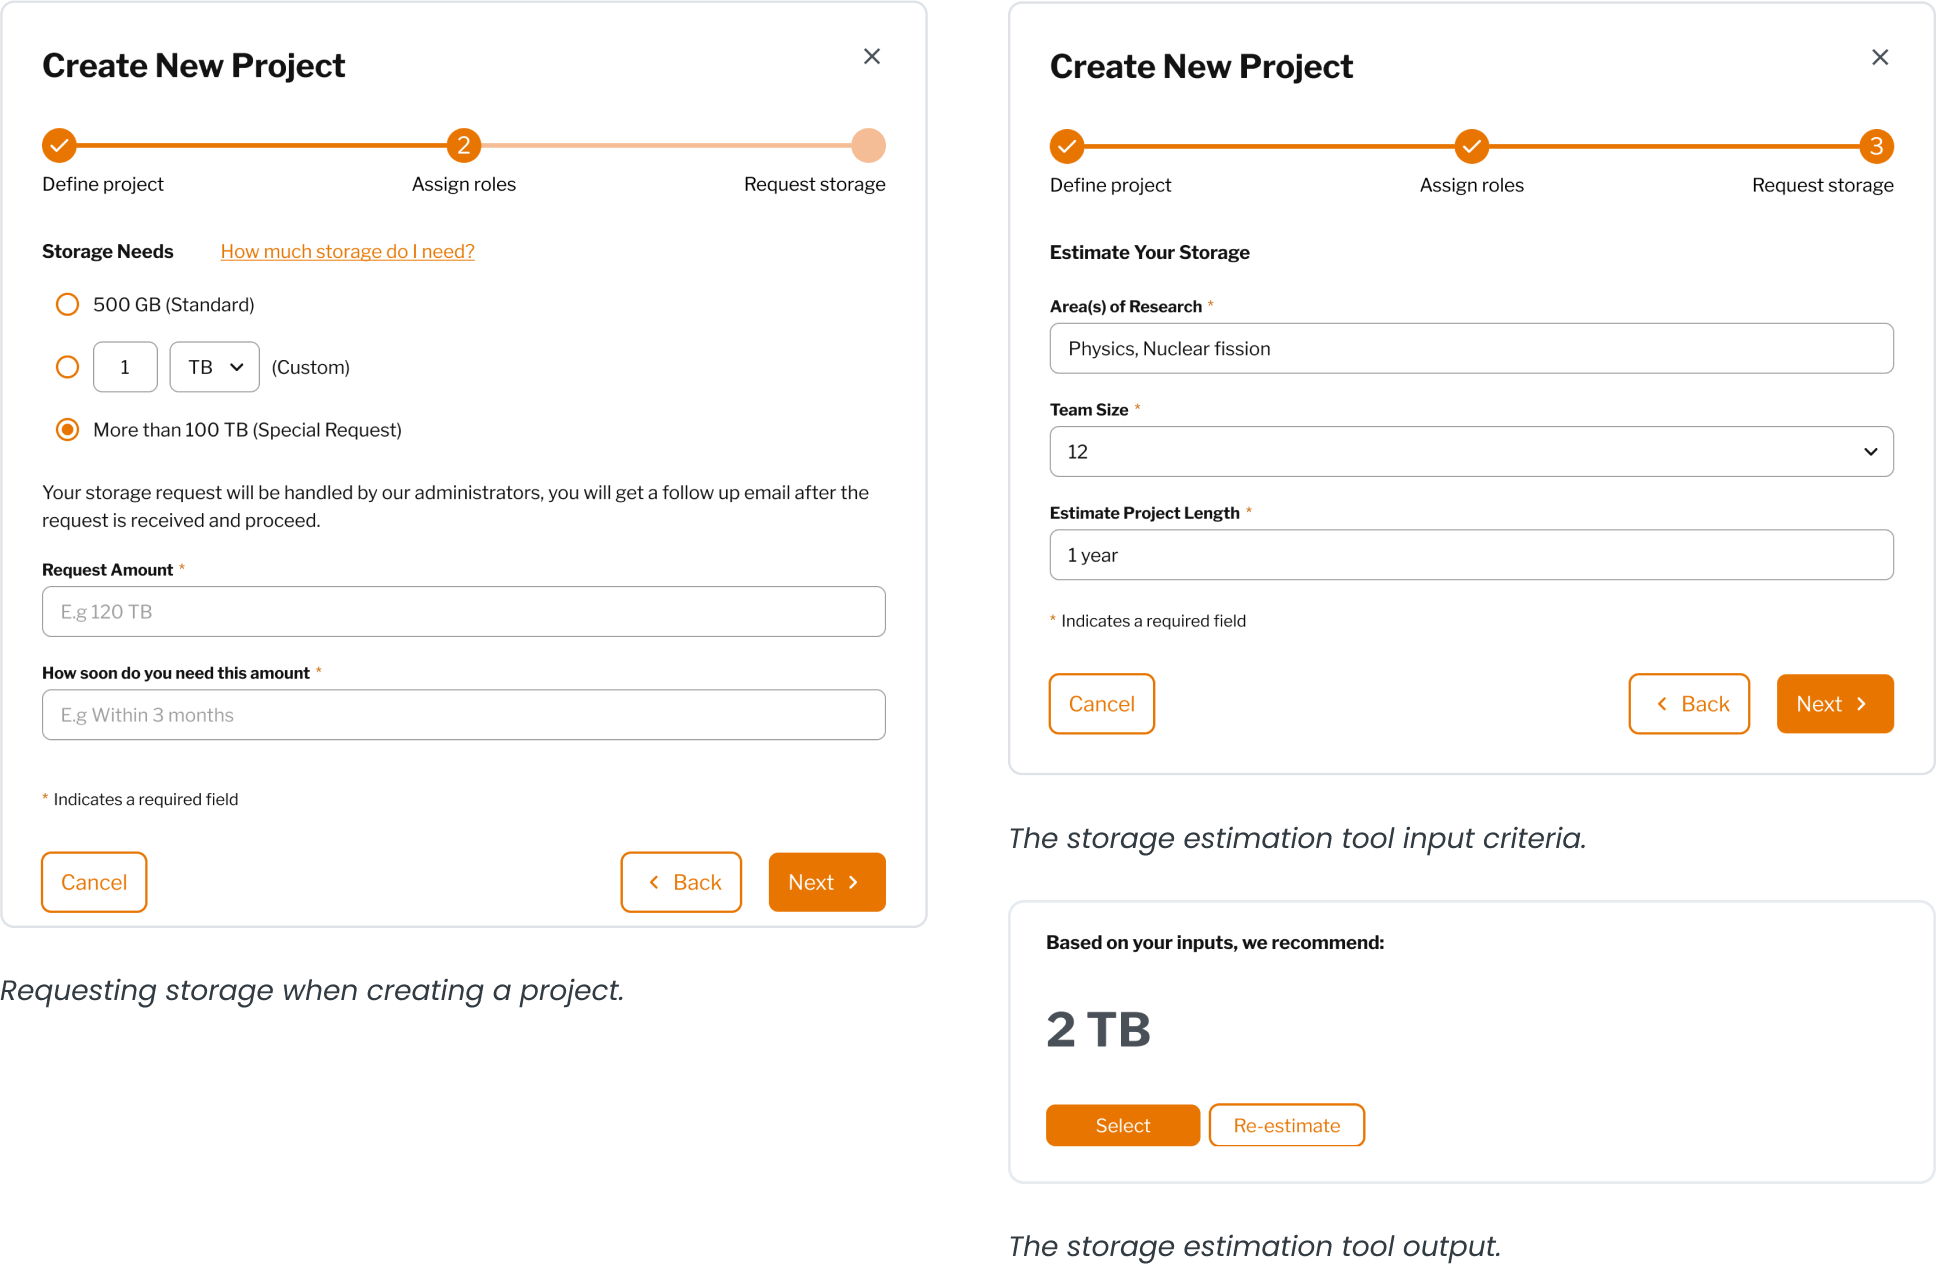 Create New Project
2
Define project
Assign roles
Request storage
Storage Needs
How much storage do I need?
500 GB (Standard)
1
TB
(Custom)
More than 100 TB (Special Request)
Your storage request will be handled by our administrators, you will get a follow up email after the
request is received and proceed.
Request Amount *
E.g 120 TB
How soon do you need this amount *
E.g Within 3 months
* Indicates a required field
Cancel
Back
Next
Requesting storage when creating a project.
Create New Project
3
Define project
Assign roles
Request storage
Estimate Your Storage
Area(s) of Research *
Physics, Nuclear fission
Team Size *
12
Estimate Project Length *
1 year
* Indicates a required field
Cancel
Back
Next
The storage estimation tool input criteria.
Based on your inputs, we recommend:
2 TB
Select
Re-estimate
The storage estimation tool output.